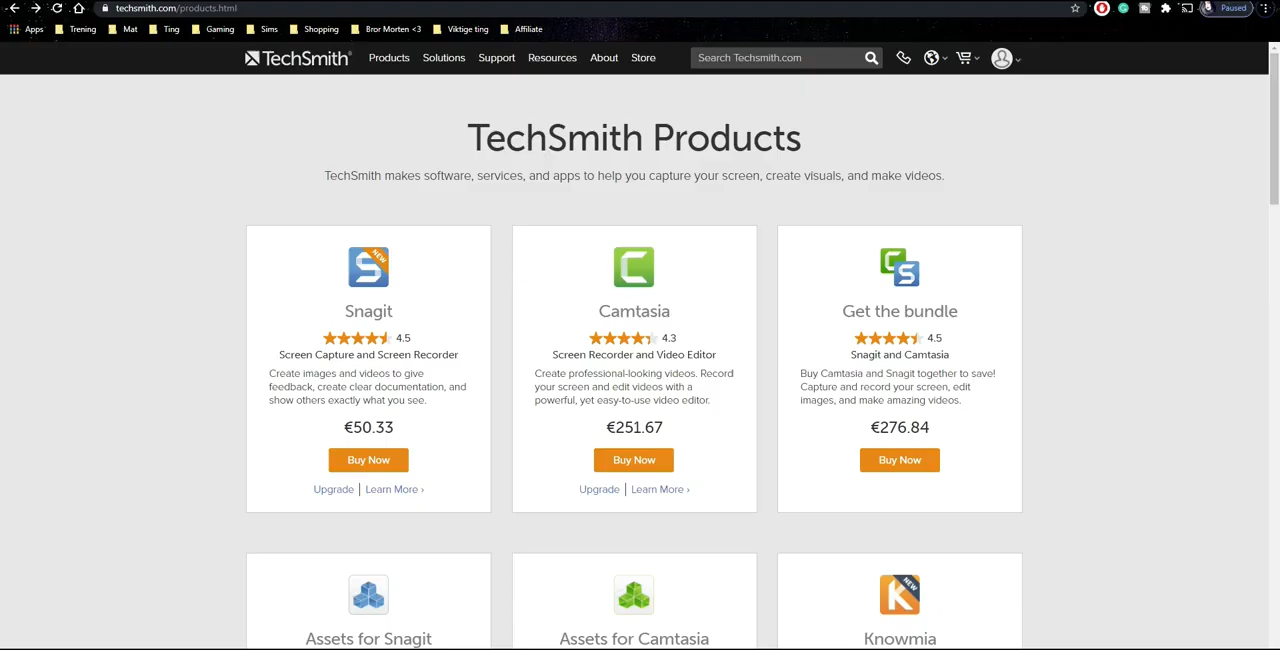 techsmith.com/products.html
Paused
Apps Trening Mat Ting Gaming Sims Shopping Bror Morten <3 Viktige ting Affiliate
TechSmith® Products Solutions Support Resources About Store Search Techsmith.com
TechSmith Products
TechSmith makes software, services, and apps to help you capture your screen, create visuals, and make videos.
NEW
Snagit
4.5
Screen Capture and Screen Recorder
Create images and videos to give
feedback, create clear documentation, and
show others exactly what you see.
€50.33
Buy Now
Upgrade | Learn More ›
Camtasia
4.3
Screen Recorder and Video Editor
Create professional-looking videos. Record
your screen and edit videos with a
powerful, yet easy-to-use video editor.
€251.67
Buy Now
Upgrade | Learn More ›
Get the bundle
4.5
Snagit and Camtasia
Buy Camtasia and Snagit together to save!
Capture and record your screen, edit
images, and make amazing videos.
€276.84
Buy Now
Assets for Snagit
Assets for Camtasia
NEW
Knowmia